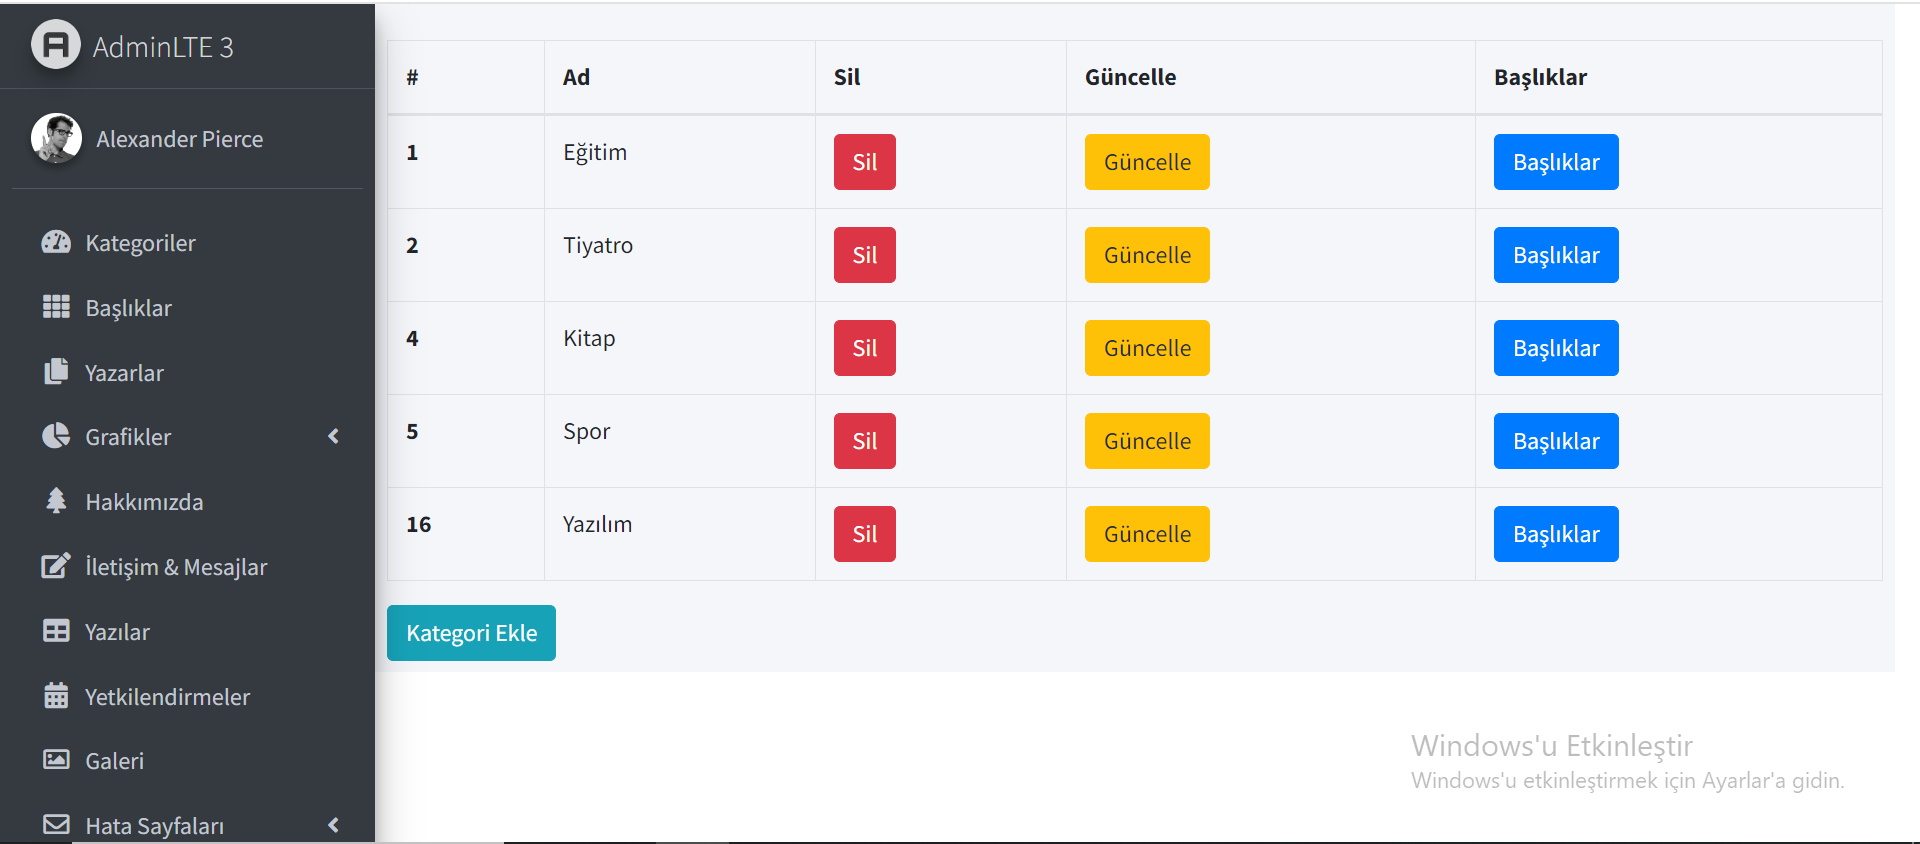 AdminLTE 3
Alexander Pierce
Kategoriler
Başlıklar
Yazarlar
Grafikler
Hakkımızda
İletişim & Mesajlar
Yazılar
Yetkilendirmeler
Galeri
Hata Sayfaları
# Ad Sil Güncelle Başlıklar
1 Eğitim Sil Güncelle Başlıklar
2 Tiyatro Sil Güncelle Başlıklar
4 Kitap Sil Güncelle Başlıklar
5 Spor Sil Güncelle Başlıklar
16 Yazılım Sil Güncelle Başlıklar
Kategori Ekle
Windows'u Etkinleştir
Windows'u etkinleştirmek için Ayarlar'a gidin.